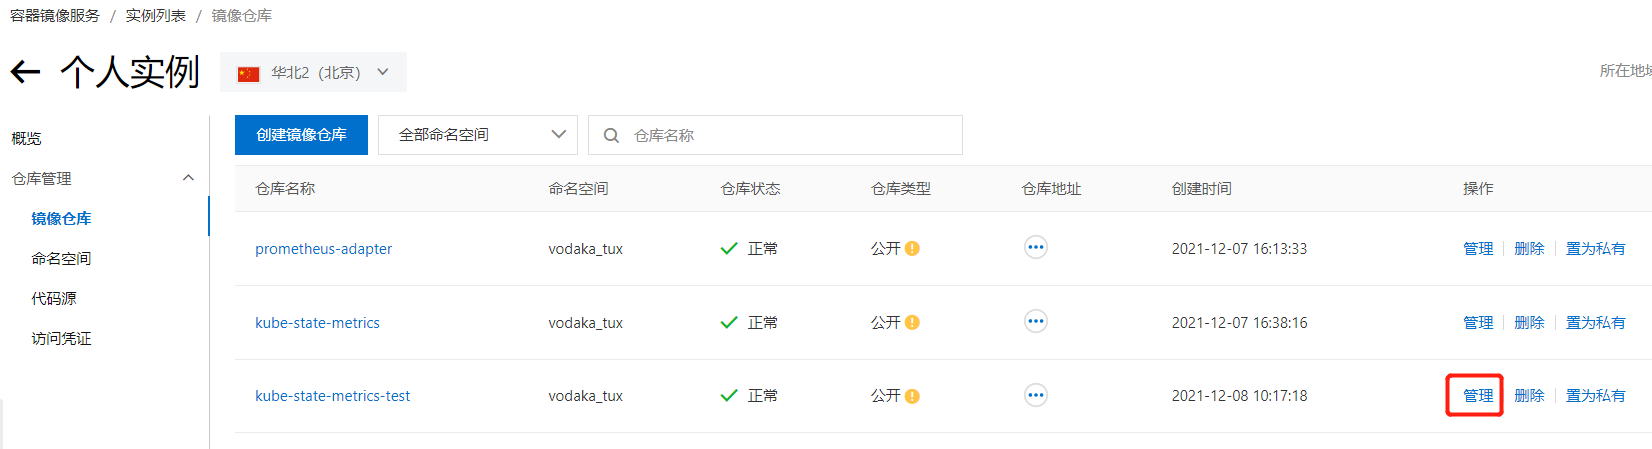 容器镜像服务 / 实例列表 / 镜像仓库
个人实例 华北2（北京）
所在地域
概览
仓库管理
镜像仓库
命名空间
代码源
访问凭证
创建镜像仓库 全部命名空间 仓库名称
仓库名称 命名空间 仓库状态 仓库类型 仓库地址 创建时间 操作
prometheus-adapter vodaka_tux 正常 公开 2021-12-07 16:13:33 管理 | 删除 | 置为私有
kube-state-metrics vodaka_tux 正常 公开 2021-12-07 16:38:16 管理 | 删除 | 置为私有
kube-state-metrics-test vodaka_tux 正常 公开 2021-12-08 10:17:18 管理 | 删除 | 置为私有